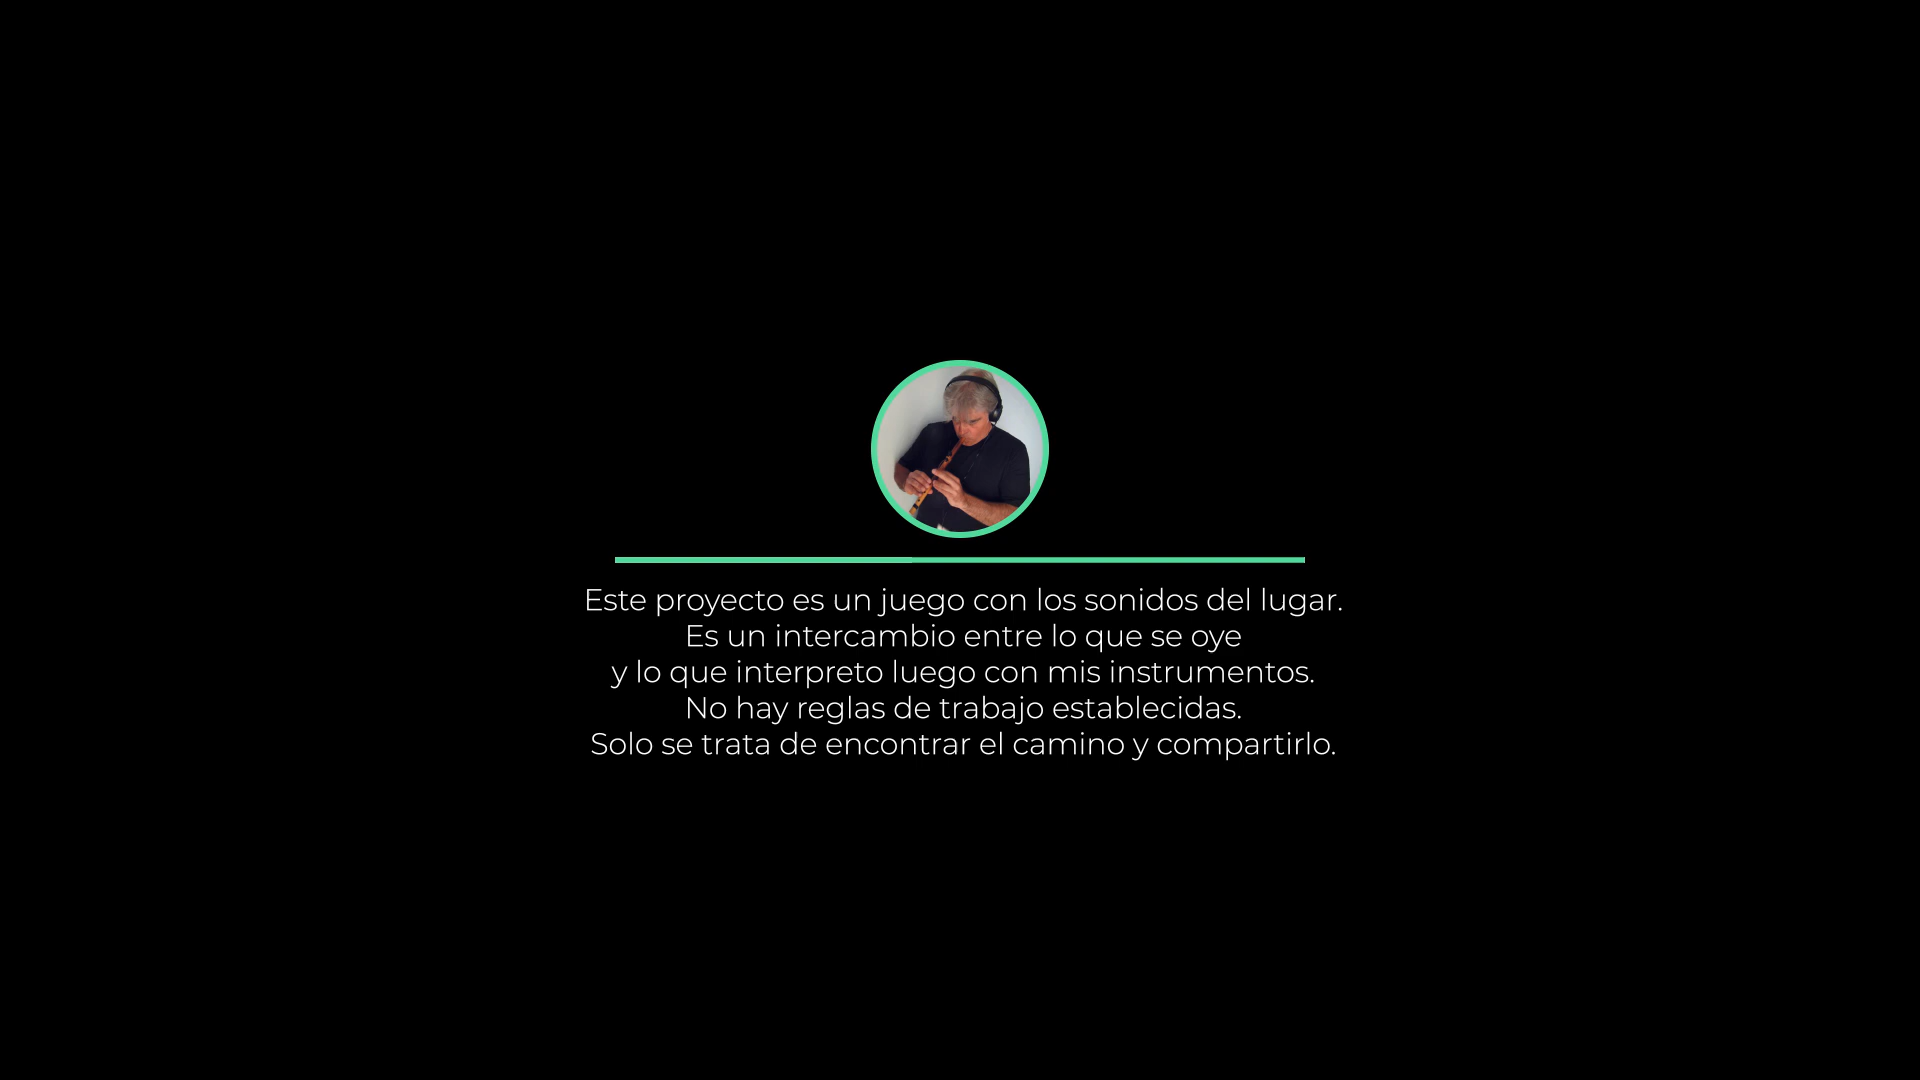 Este proyecto es un juego con los sonidos del lugar.
Es un intercambio entre lo que se oye
y lo que interpreto luego con mis instrumentos.
No hay reglas de trabajo establecidas.
Solo se trata de encontrar el camino y compartirlo.